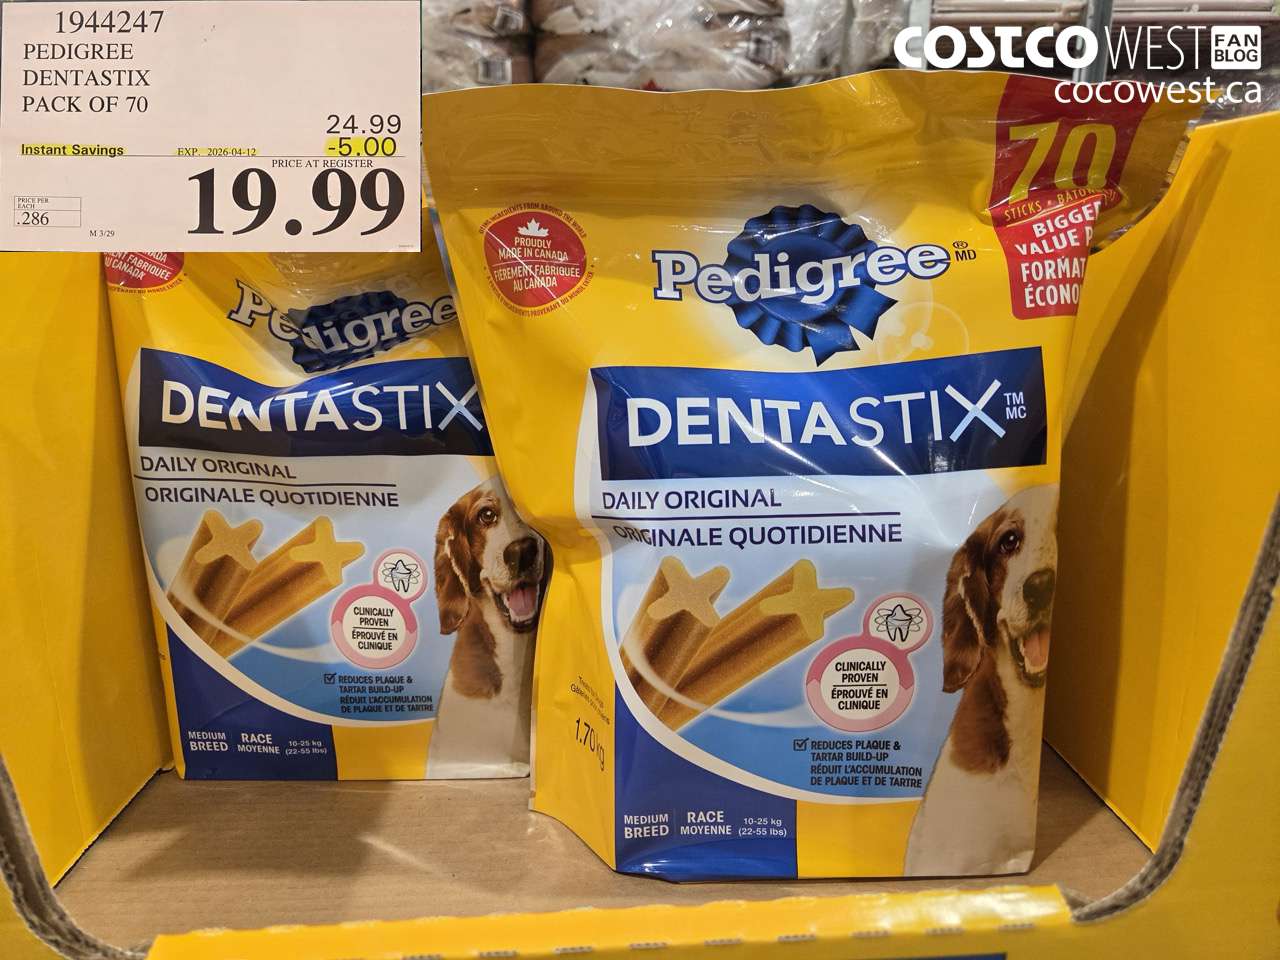 1944247
PEDIGREE
DENTASTIX
PACK OF 70
24.99
Instant Savings EXP. 2026-04-12 -5.00
PRICE AT REGISTER
19.99
PRICE PER
EACH
.286
M 3/29
COSTCO WEST FAN BLOG
cocowest.ca
70
STICKS •
BIGGER
VALUE
FORMAT
PROUDLY
MADE IN CANADA
FIÈREMENT FABRIQUÉE
AU CANADA
Pedigree ® MD
DENTASTIX TM MC
DAILY ORIGINAL
ORIGINALE QUOTIDIENNE
CLINICALLY
PROVEN
ÉPROUVÉ EN
CLINIQUE
REDUCES PLAQUE &
TARTAR BUILD-UP
RÉDUIT L'ACCUMULATION
DE PLAQUE ET DE TARTRE
MEDIUM BREED RACE MOYENNE 10-25 kg (22-55 lbs)
1.70 kg
AU CANADA
Pedigree
DENTASTIX
DAILY ORIGINAL
ORIGINALE QUOTIDIENNE
CLINICALLY
PROVEN
ÉPROUVÉ EN
CLINIQUE
REDUCES PLAQUE &
TARTAR BUILD-UP
RÉDUIT L'ACCUMULATION
DE PLAQUE ET DE TARTRE
MEDIUM BREED RACE MOYENNE 10-25 kg (22-55 lbs)